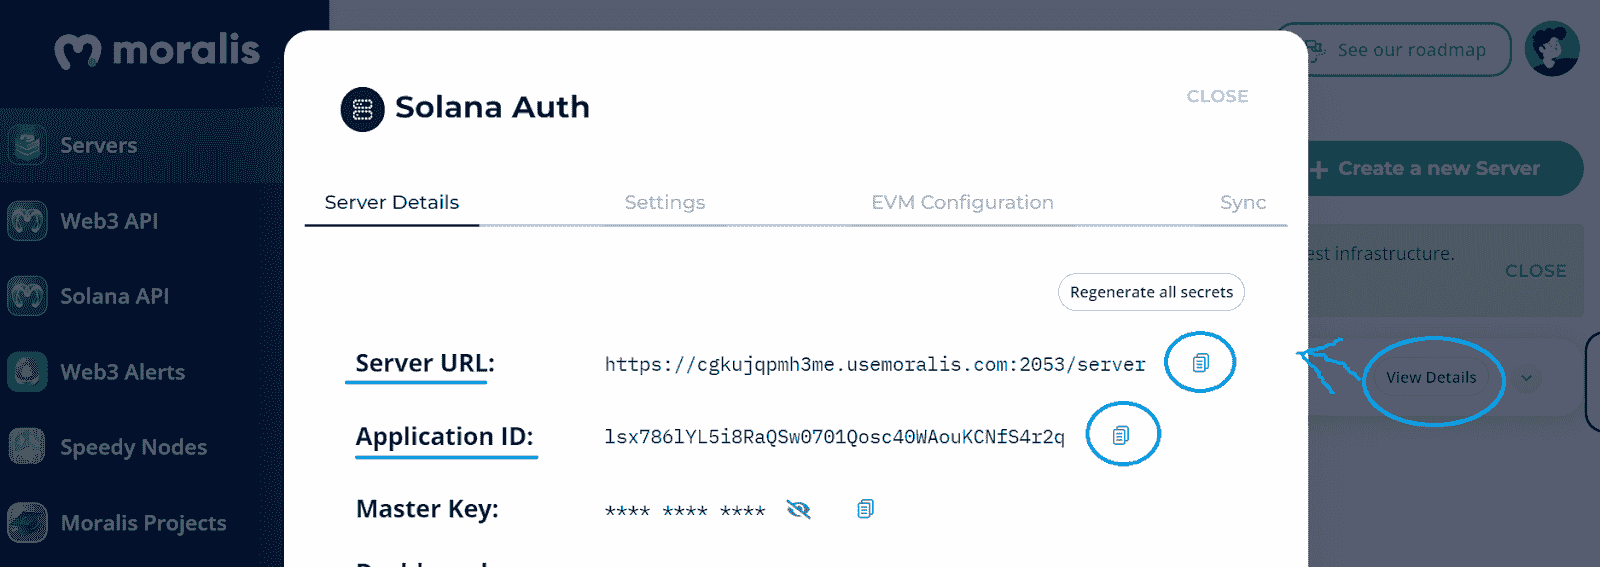 moralis
See our roadmap
Solana Auth
CLOSE
Servers
+ Create a new Server
Server Details
Settings
EVM Configuration
Sync
Web3 API
est infrastructure.
CLOSE
Solana API
Regenerate all secrets
Server URL:
https://cgkujqpmh3me.usemoralis.com:2053/server
Web3 Alerts
View Details
Application ID:
lsx786lYL5i8RaQSw0701Qosc40WAouKCNfS4r2q
Speedy Nodes
Master Key:
**** **** ****
Moralis Projects